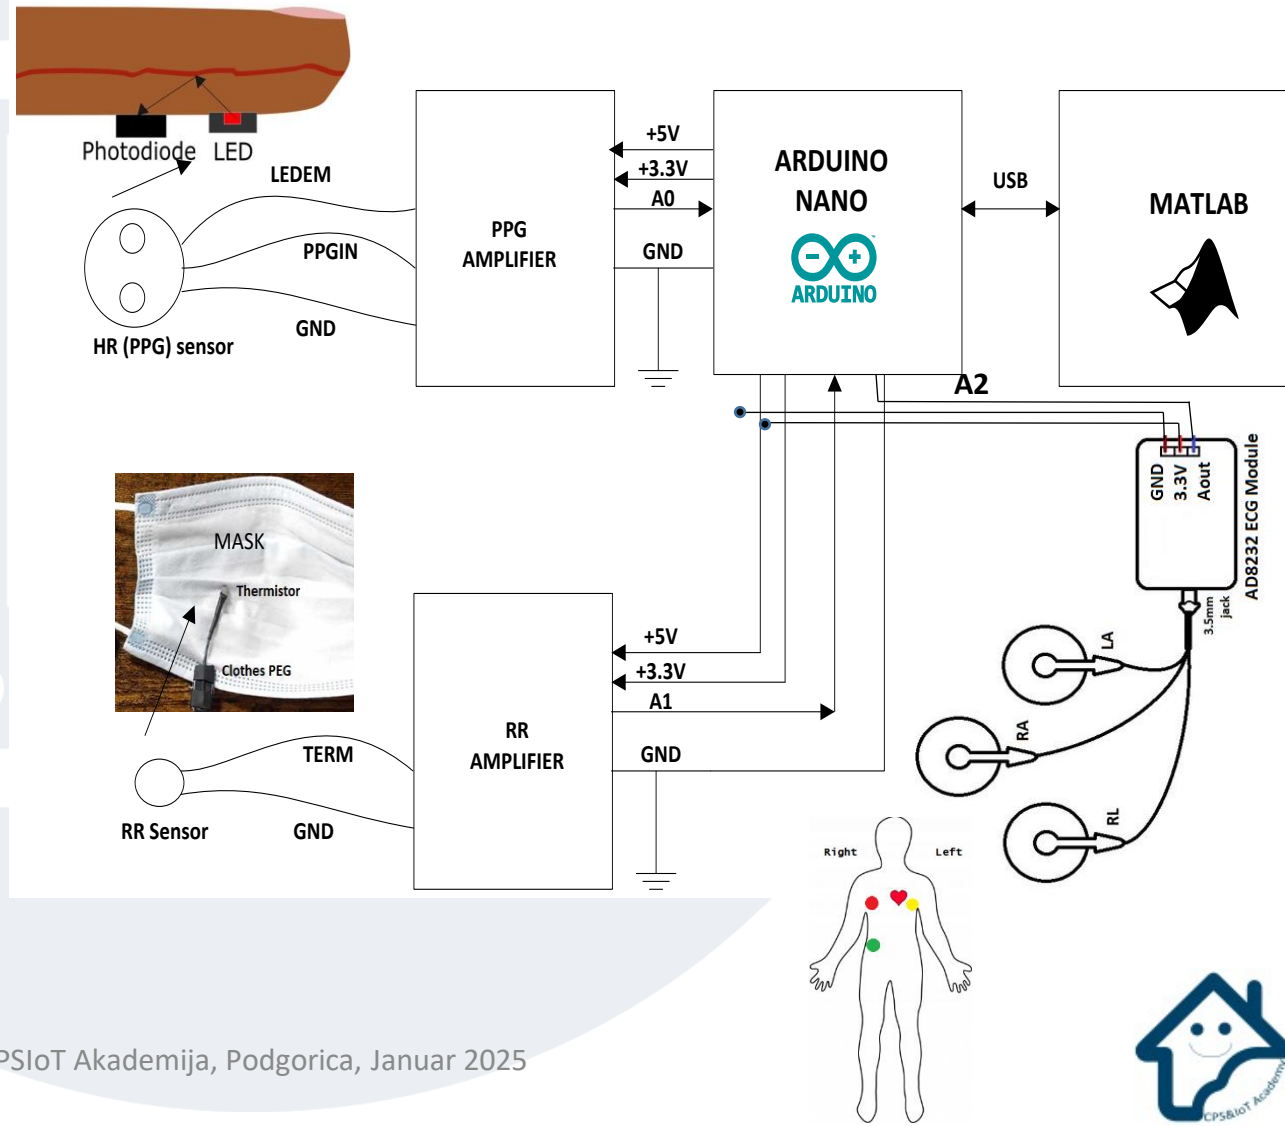 Photodiode LED
LEDEM
PPGIN
GND
HR (PPG) sensor
PPG
AMPLIFIER
+5V
+3.3V
A0
GND
ARDUINO
NANO
ARDUINO
USB
MATLAB
A2
GND
3.3V
Aout
AD8232 ECG Module
3.5mm
jack
LA
RA
RL
MASK
Thermistor
Clothes PEG
TERM
GND
RR Sensor
RR
AMPLIFIER
+5V
+3.3V
A1
GND
Right Left
PSIoT Akademija, Podgorica, Januar 2025
CPS&IoT Academy